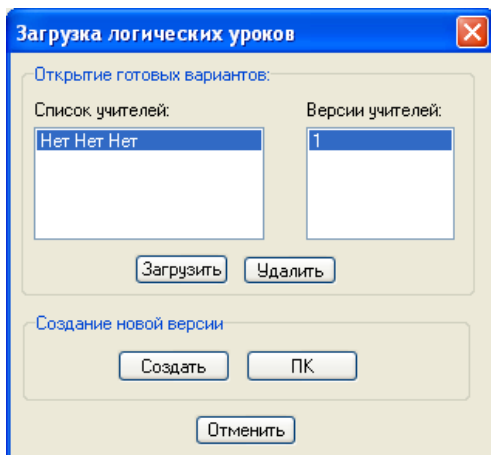 Загрузка логических уроков
Открытие готовых вариантов:
Список учителей: Версии учителей:
Нет Нет Нет 1
Загрузить Удалить
Создание новой версии
Создать ПК
Отменить